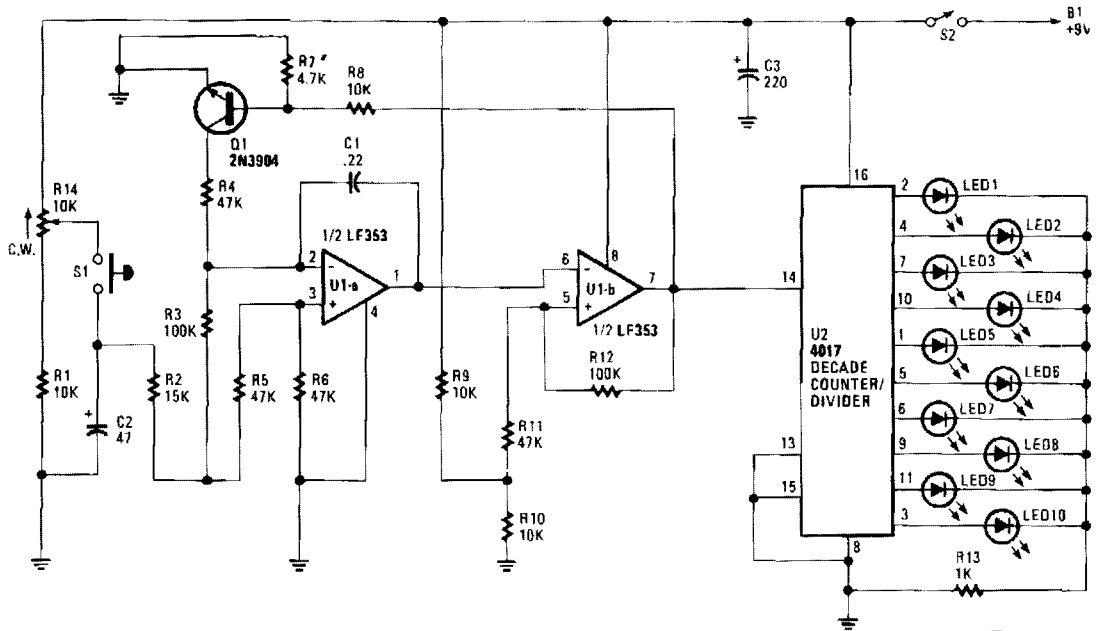 B1
+9V
S2
R7*
4.7K
R8
10K
C3
220
Q1
2N3904
C1
.22
R14
10K
C.W.
S1
R4
47K
1/2 LF353
2
3
U1-a
1
4
6
5
U1-b
8
7
1/2 LF353
R3
100K
R12
100K
R1
10K
C2
47
R2
15K
R5
47K
R6
47K
R9
10K
R11
47K
R10
10K
16
14
U2
4017
DECADE
COUNTER/
DIVIDER
13
15
8
2
LED1
4
LED2
7
LED3
10
LED4
1
LED5
5
LED6
6
LED7
9
LED8
11
LED9
3
LED10
R13
1K
+
+